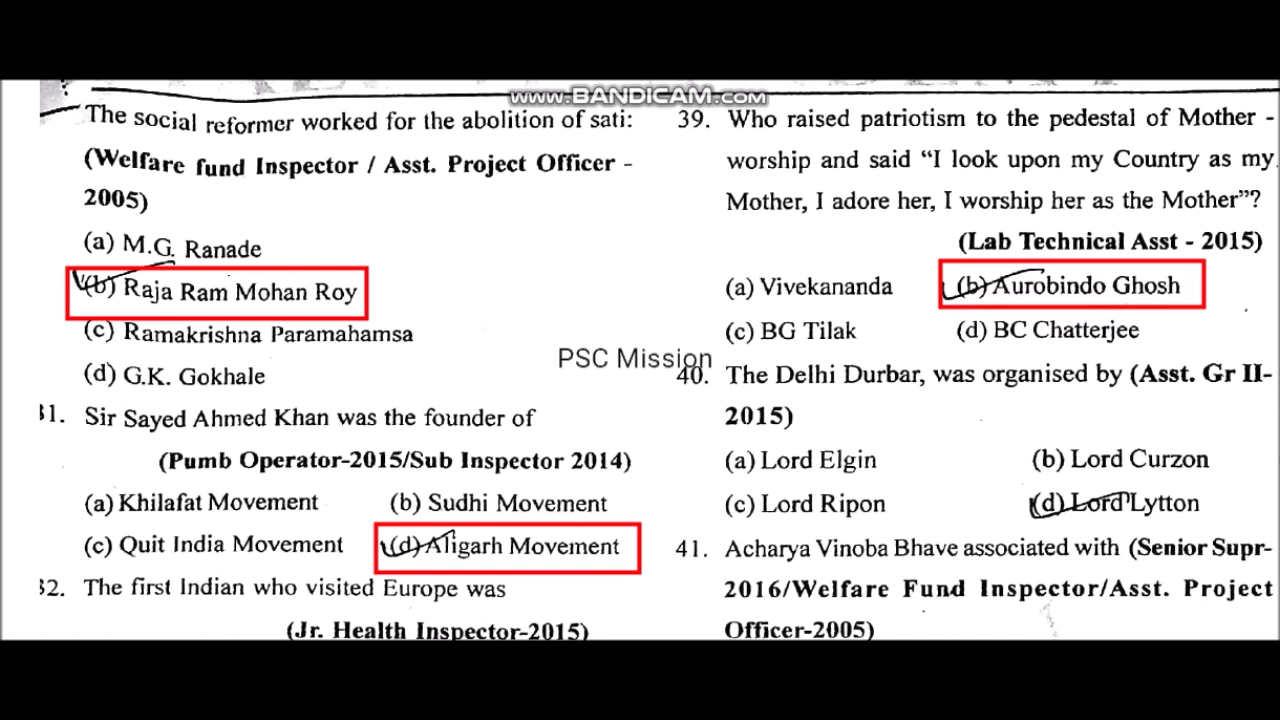 www.BANDICAM.com
The social reformer worked for the abolition of sati:
(Welfare fund Inspector / Asst. Project Officer -
2005)
(a) M.G. Ranade
(b) Raja Ram Mohan Roy
(c) Ramakrishna Paramahamsa
(d) G.K. Gokhale
31. Sir Sayed Ahmed Khan was the founder of
(Pumb Operator-2015/Sub Inspector 2014)
(a) Khilafat Movement (b) Sudhi Movement
(c) Quit India Movement (d) Aligarh Movement
32. The first Indian who visited Europe was
(Jr. Health Inspector-2015)
PSC Mission
39. Who raised patriotism to the pedestal of Mother -
worship and said “I look upon my Country as my
Mother, I adore her, I worship her as the Mother”?
(Lab Technical Asst - 2015)
(a) Vivekananda (b) Aurobindo Ghosh
(c) BG Tilak (d) BC Chatterjee
40. The Delhi Durbar, was organised by (Asst. Gr II-
2015)
(a) Lord Elgin (b) Lord Curzon
(c) Lord Ripon (d) Lord Lytton
41. Acharya Vinoba Bhave associated with (Senior Supr-
2016/Welfare Fund Inspector/Asst. Project
Officer-2005)